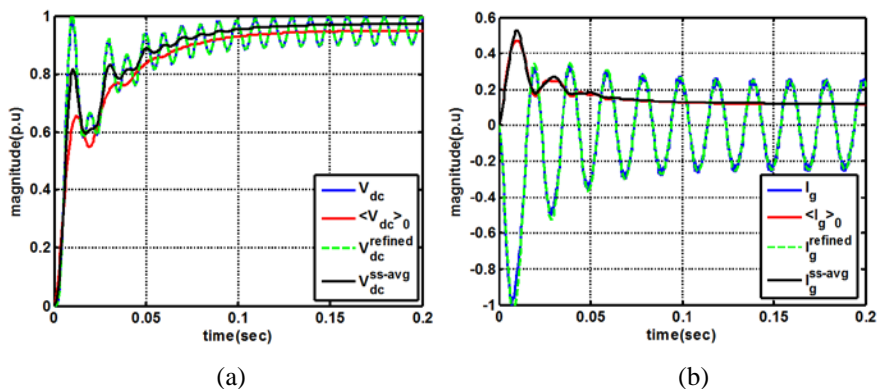 1
0.8
0.6
0.4
0.2
0
0
0.05
0.1
0.15
0.2
magnitude(p.u)
time(sec)
V_dc
<V_dc>_0
V_dc^refined
V_dc^ss-avg
(a)
0.6
0.4
0.2
0
-0.2
-0.4
-0.6
-0.8
-1
0
0.05
0.1
0.15
0.2
magnitude(p.u)
time(sec)
I_g
<I_g>_0
I_g^refined
I_g^ss-avg
(b)